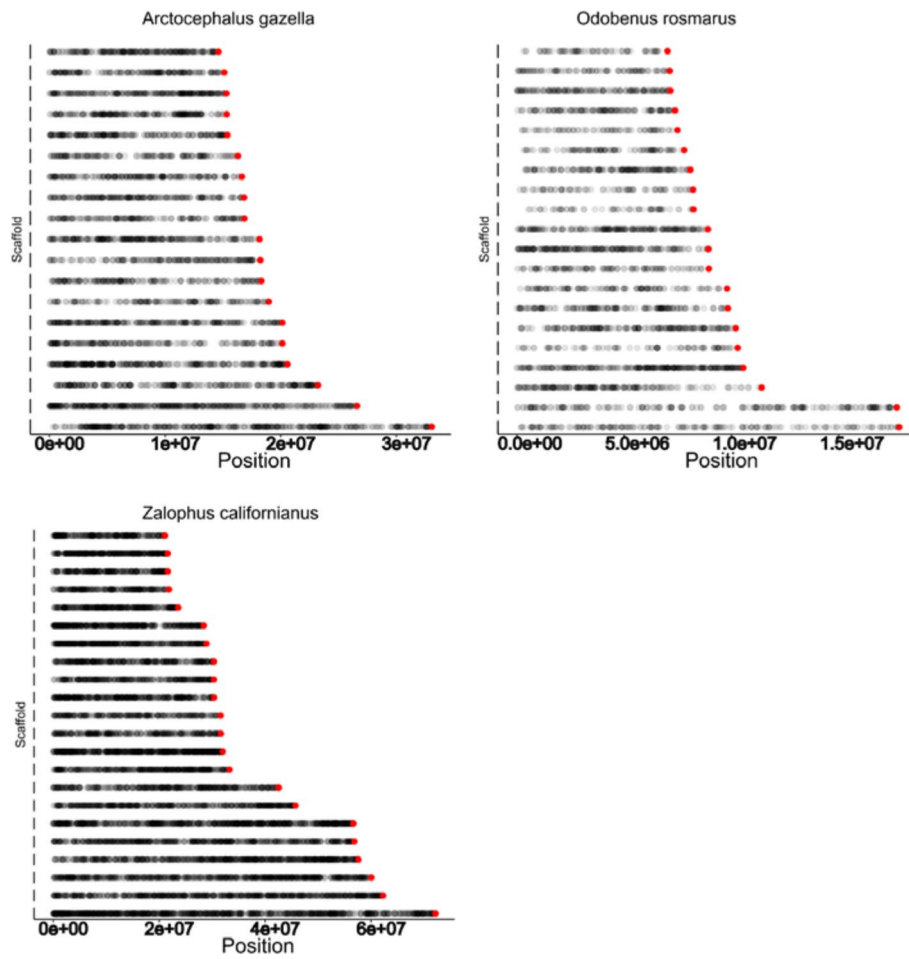 Arctocephalus gazella
Scaffold
0e+00 1e+07 2e+07 3e+07
Position
Odobenus rosmarus
Scaffold
0.0e+00 5.0e+06 1.0e+07 1.5e+07
Position
Zalophus californianus
Scaffold
0e+00 2e+07 4e+07 6e+07
Position